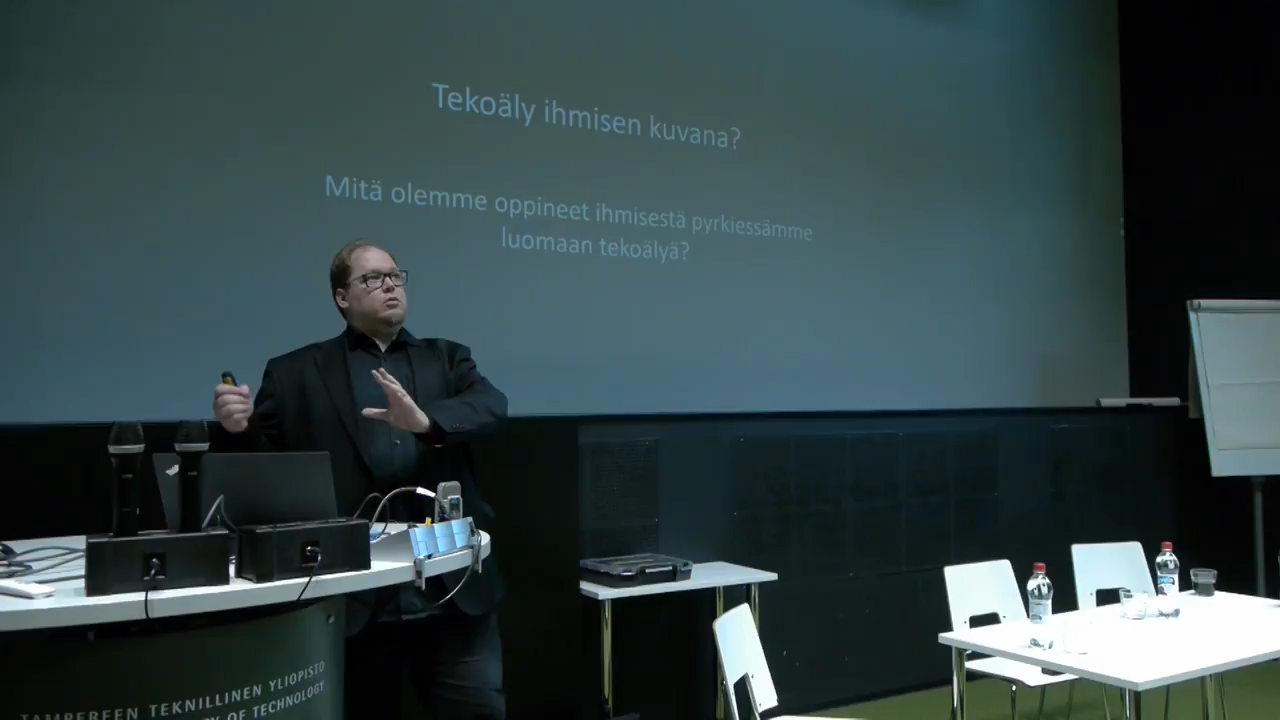 Tekoäly ihmisen kuvana?
Mitä olemme oppineet ihmisestä pyrkiessämme
luomaan tekoälyä?
TAMPEREEN TEKNILLINEN YLIOPISTO
OF TECHNOLOGY